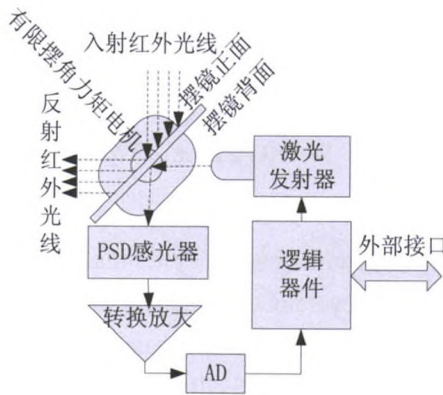 入射红外光线
有限摆角力矩电机
摆镜正面
摆镜背面
反射红外光线
激光
发射器
PSD感光器
逻辑
器件
外部接口
转换放大
AD